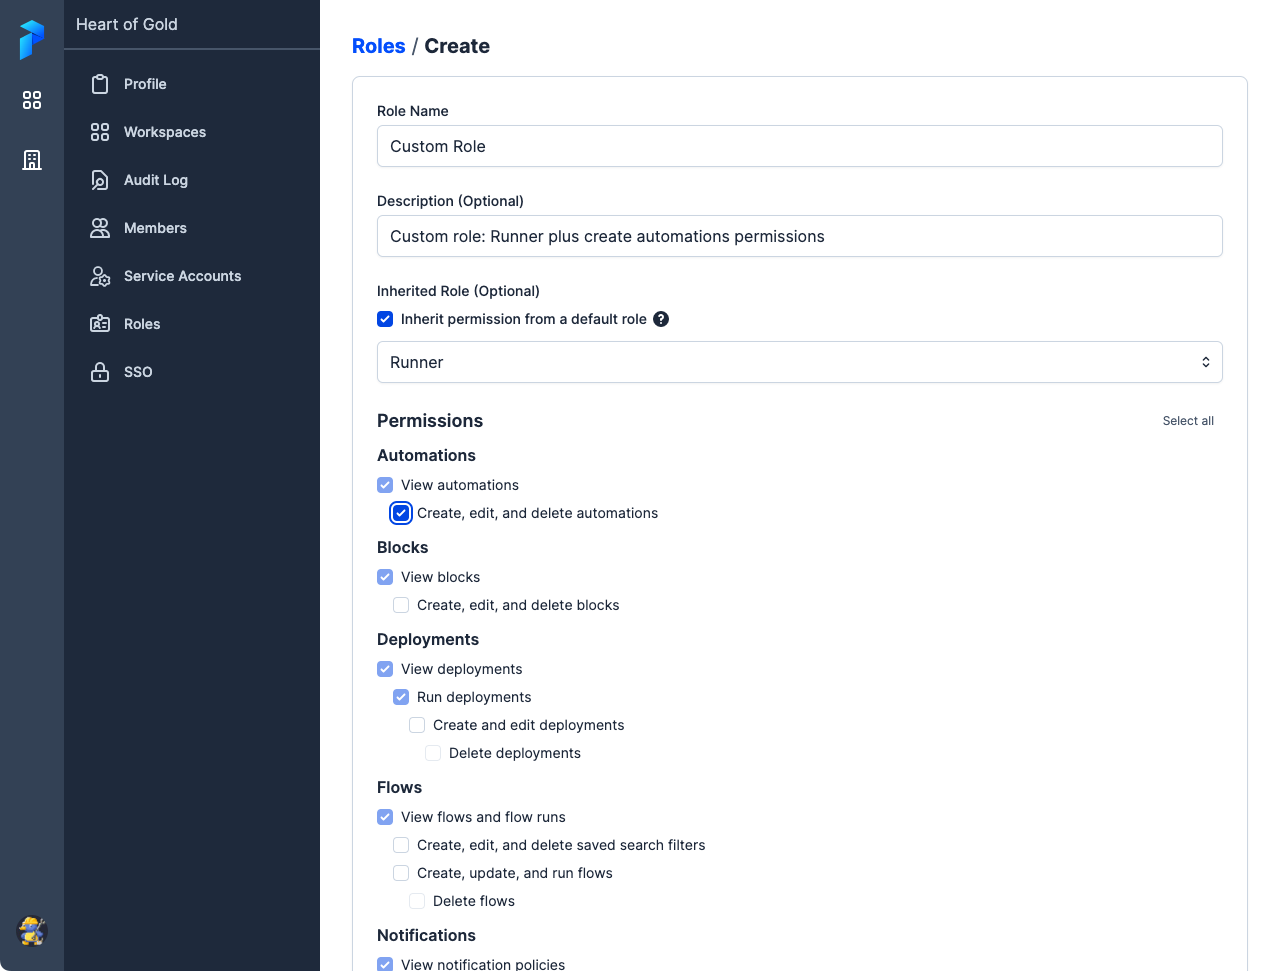 Heart of Gold
Profile
Workspaces
Audit Log
Members
Service Accounts
Roles
SSO
Roles / Create
Role Name
Custom Role
Description (Optional)
Custom role: Runner plus create automations permissions
Inherited Role (Optional)
Inherit permission from a default role ?
Runner
Permissions
Select all
Automations
View automations
Create, edit, and delete automations
Blocks
View blocks
Create, edit, and delete blocks
Deployments
View deployments
Run deployments
Create and edit deployments
Delete deployments
Flows
View flows and flow runs
Create, edit, and delete saved search filters
Create, update, and run flows
Delete flows
Notifications
View notification policies